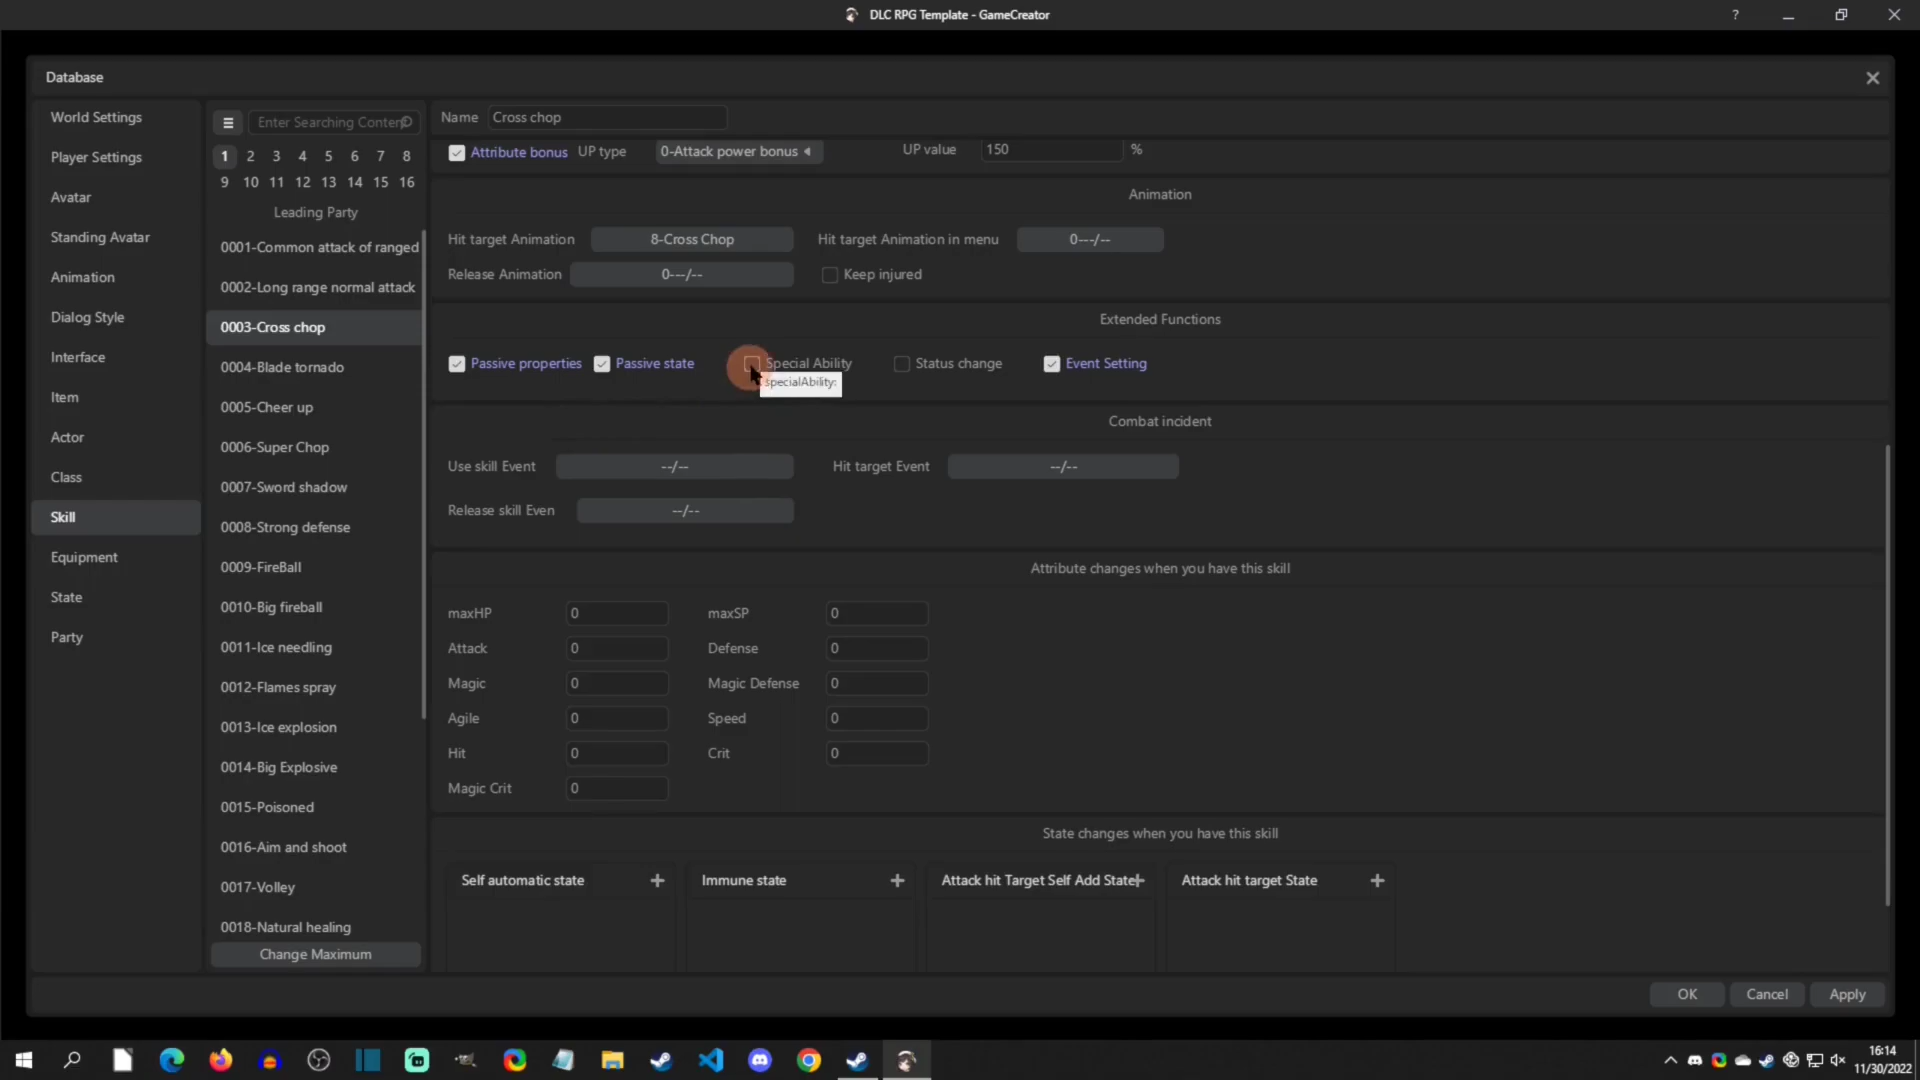 DLC RPG Template - GameCreator
?
Database
World Settings
Player Settings
Avatar
Standing Avatar
Animation
Dialog Style
Interface
Item
Actor
Class
Skill
Equipment
State
Party
Enter Searching Content
1 2 3 4 5 6 7 8
9 10 11 12 13 14 15 16
Leading Party
0001-Common attack of ranged
0002-Long range normal attack
0003-Cross chop
0004-Blade tornado
0005-Cheer up
0006-Super Chop
0007-Sword shadow
0008-Strong defense
0009-FireBall
0010-Big fireball
0011-Ice needling
0012-Flames spray
0013-Ice explosion
0014-Big Explosive
0015-Poisoned
0016-Aim and shoot
0017-Volley
0018-Natural healing
Change Maximum
Name Cross chop
Attribute bonus UP type 0-Attack power bonus UP value 150 %
Animation
Hit target Animation 8-Cross Chop Hit target Animation in menu 0---/--
Release Animation 0---/-- Keep injured
Extended Functions
Passive properties Passive state Special Ability Status change Event Setting
specialAbility:
Combat incident
Use skill Event --/-- Hit target Event --/--
Release skill Even --/--
Attribute changes when you have this skill
maxHP 0 maxSP 0
Attack 0 Defense 0
Magic 0 Magic Defense 0
Agile 0 Speed 0
Hit 0 Crit 0
Magic Crit 0
State changes when you have this skill
Self automatic state + Immune state + Attack hit Target Self Add State + Attack hit target State +
OK Cancel Apply
16:14
11/30/2022